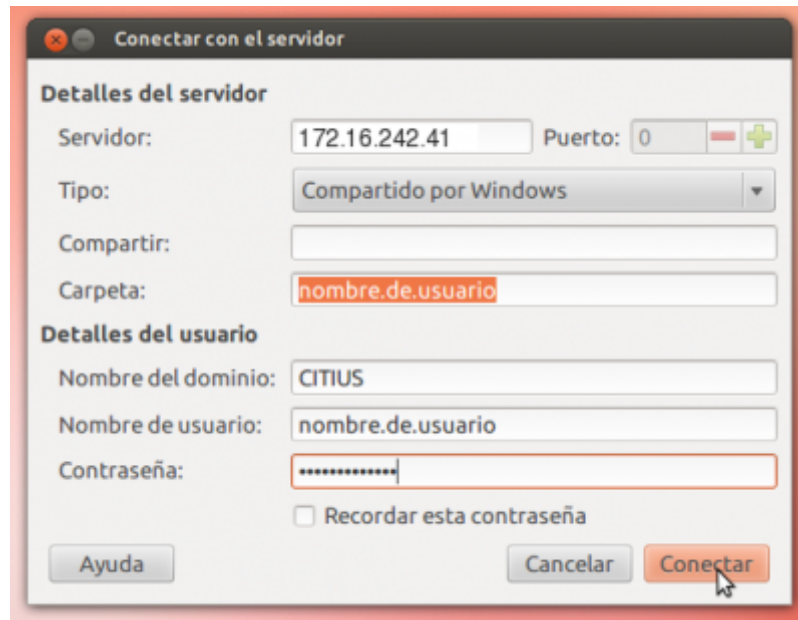 Conectar con el servidor
Detalles del servidor
Servidor: 172.16.242.41 Puerto: 0
Tipo: Compartido por Windows
Compartir:
Carpeta: nombre.de.usuario
Detalles del usuario
Nombre del dominio: CITIUS
Nombre de usuario: nombre.de.usuario
Contraseña: •••••••••••••
Recordar esta contraseña
Ayuda Cancelar Conectar